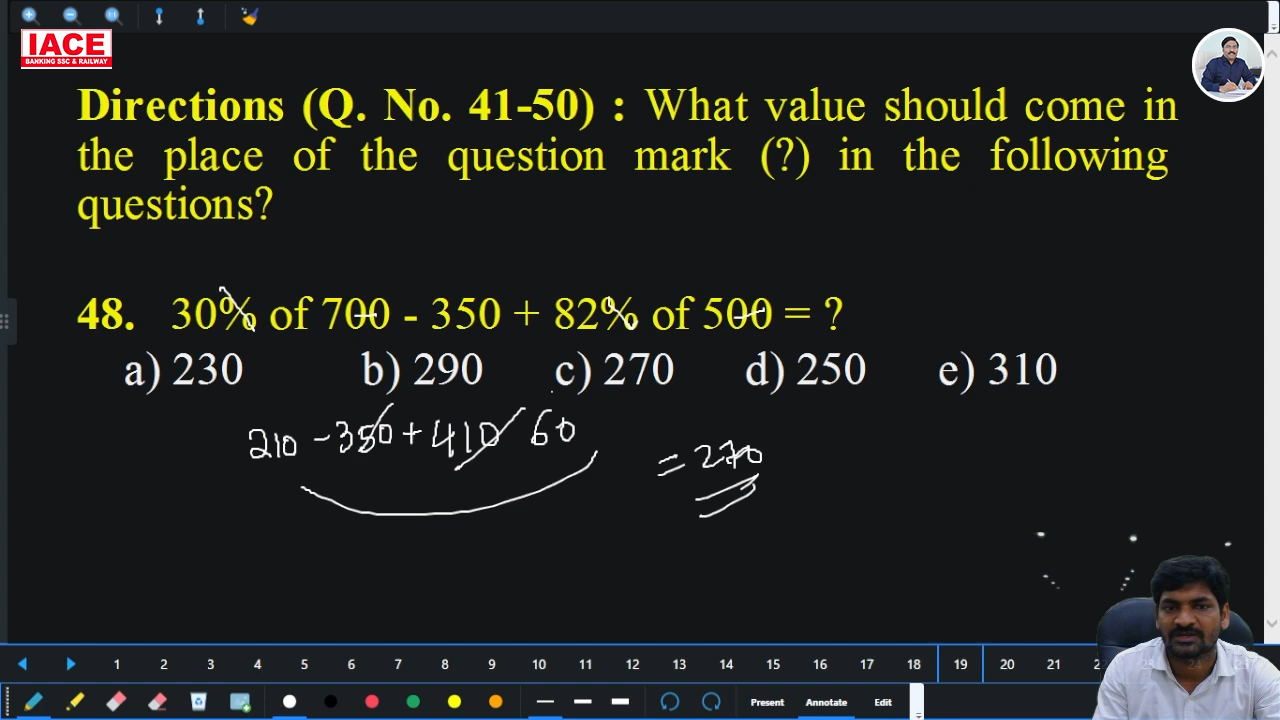 IACE
BANKING SSC & RAILWAY
Directions (Q. No. 41-50) : What value should come in
the place of the question mark (?) in the following
questions?
48. 30% of 700 - 350 + 82% of 500 = ?
a) 230 b) 290 c) 270 d) 250 e) 310
210 - 350 + 410 60
= 270
1 2 3 4 5 6 7 8 9 10 11 12 13 14 15 16 17 18 19 20 21
Present Annotate Edit